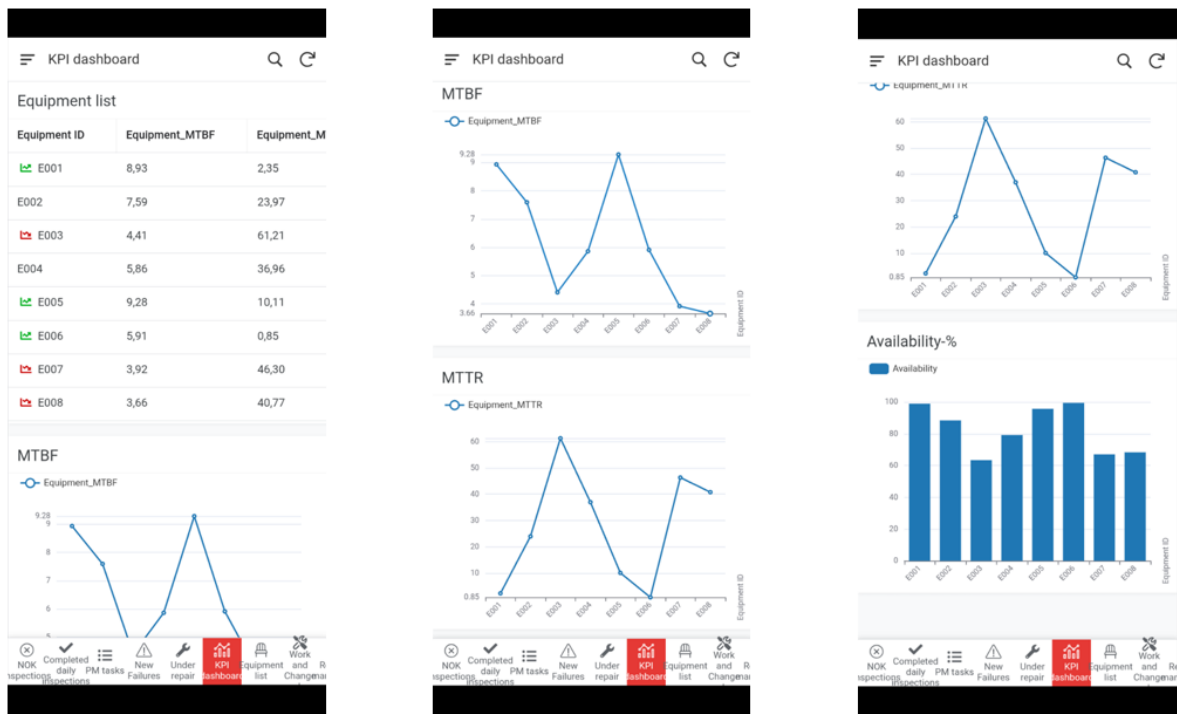 KPI dashboard
Equipment list
Equipment ID Equipment_MTBF Equipment_M
E001 8,93 2,35
E002 7,59 23,97
E003 4,41 61,21
E004 5,86 36,96
E005 9,28 10,11
E006 5,91 0,85
E007 3,92 46,30
E008 3,66 40,77
MTBF
Equipment_MTBF
9.28
9
8
7
6
5
NOK nspections
Completed daily inspections
PM tasks
New Failures
Under repair
KPI dashboard
Equipment list
Work and Change
R
KPI dashboard
MTBF
Equipment_MTBF
9.28
9
8
7
6
5
4
3.66
E001 E002 E003 E004 E005 E006 E007 E008
Equipment ID
MTTR
Equipment_MTTR
60
50
40
30
20
10
0.85
E001 E002 E003 E004 E005 E006 E007 E008
Equipment ID
NOK nspections
Completed daily inspections
PM tasks
New Failures
Under repair
KPI dashboard
Equipment list
Work and Change
R
KPI dashboard
Equipment_MTTR
60
50
40
30
20
10
0.85
E001 E002 E003 E004 E005 E006 E007 E008
Equipment ID
Availability-%
Availability
100
80
60
40
20
0
E001 E002 E003 E004 E005 E006 E007 E008
Equipment ID
NOK nspections
Completed daily inspections
PM tasks
New Failures
Under repair
KPI dashboard
Equipment list
Work and Change
R